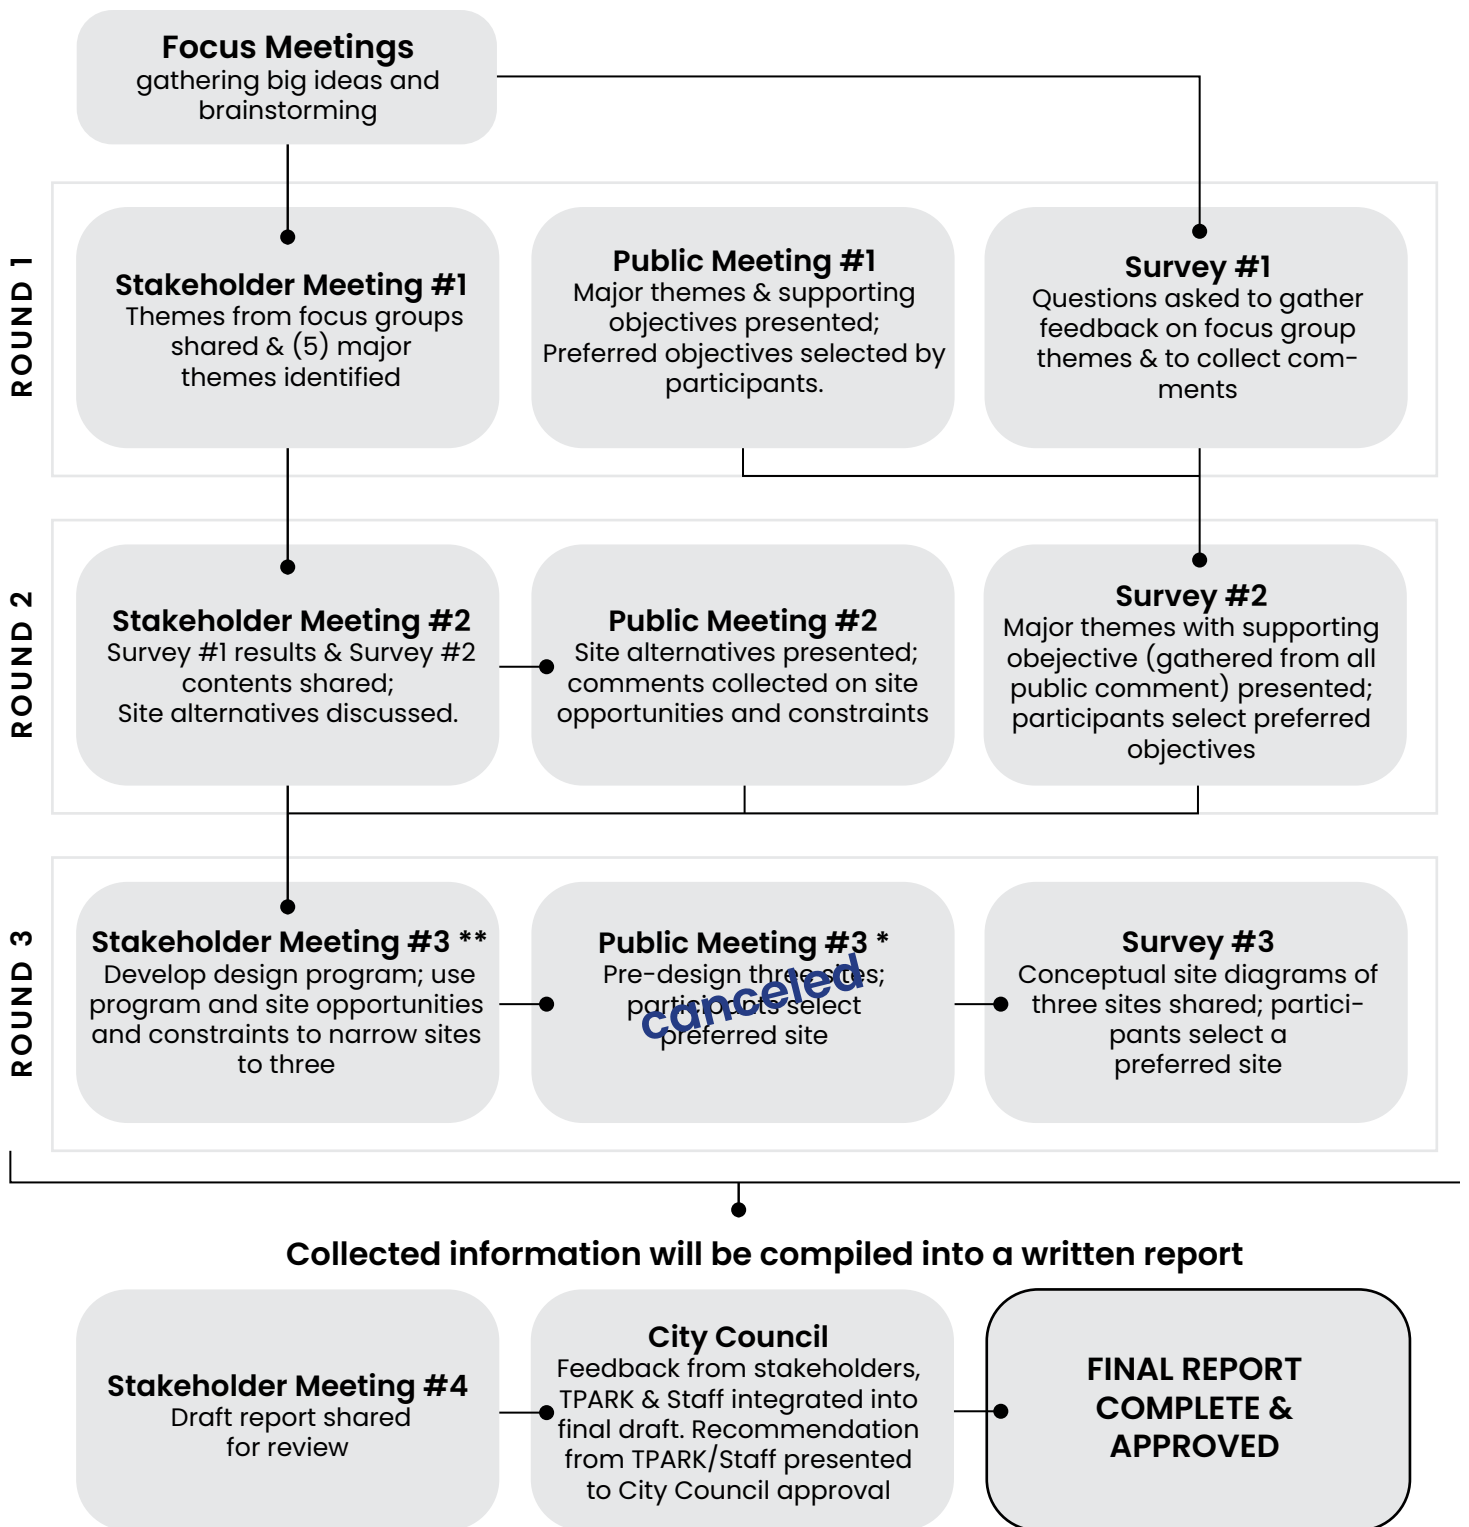 Focus Meetings
gathering big ideas and
brainstorming
ROUND 1
Stakeholder Meeting #1
Themes from focus groups
shared & (5) major
themes identified
Public Meeting #1
Major themes & supporting
objectives presented;
Preferred objectives selected by
participants.
Survey #1
Questions asked to gather
feedback on focus group
themes & to collect com-
ments
ROUND 2
Stakeholder Meeting #2
Survey #1 results & Survey #2
contents shared;
Site alternatives discussed.
Public Meeting #2
Site alternatives presented;
comments collected on site
opportunities and constraints
Survey #2
Major themes with supporting
obejective (gathered from all
public comment) presented;
participants select preferred
objectives
ROUND 3
Stakeholder Meeting #3 **
Develop design program; use
program and site opportunities
and constraints to narrow sites
to three
Public Meeting #3 *
Pre-design three sites;
participants select
preferred site
canceled
Survey #3
Conceptual site diagrams of
three sites shared; partici-
pants select a
preferred site
Collected information will be compiled into a written report
Stakeholder Meeting #4
Draft report shared
for review
City Council
Feedback from stakeholders,
TPARK & Staff integrated into
final draft. Recommendation
from TPARK/Staff presented
to City Council approval
FINAL REPORT
COMPLETE &
APPROVED